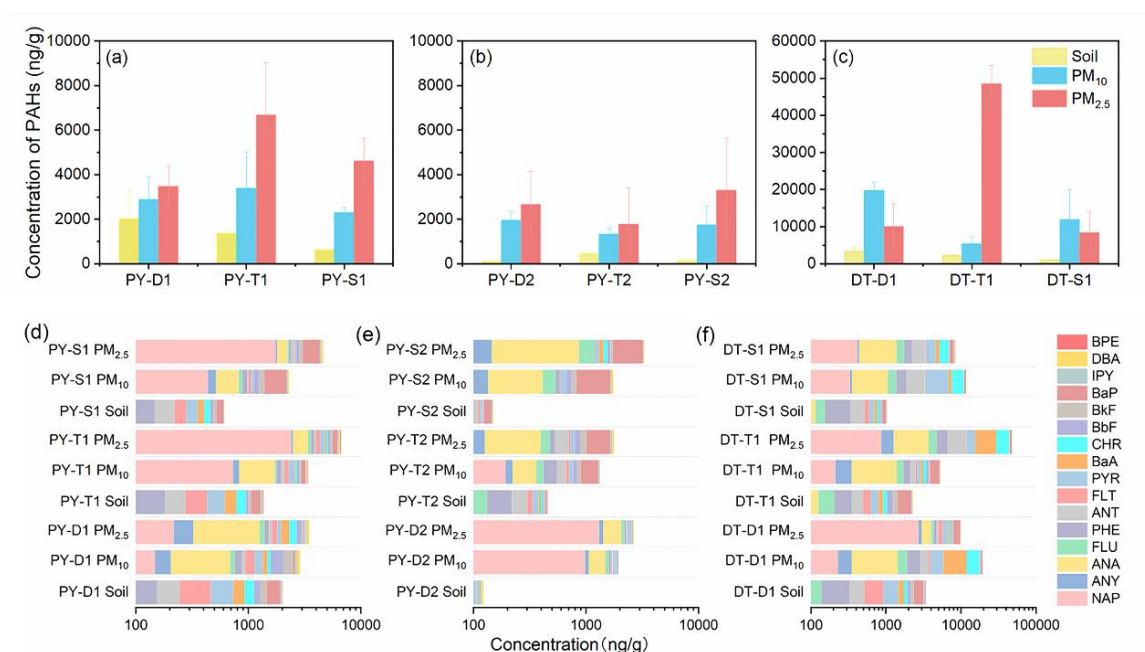 (a)
(b)
(c)
Concentration of PAHs (ng/g)
10000
8000
6000
4000
2000
0
PY-D1 PY-T1 PY-S1
10000
8000
6000
4000
2000
0
PY-D2 PY-T2 PY-S2
60000
50000
40000
30000
20000
10000
0
DT-D1 DT-T1 DT-S1
Soil
PM10
PM2.5
(d)
PY-S1 PM2.5
PY-S1 PM10
PY-S1 Soil
PY-T1 PM2.5
PY-T1 PM10
PY-T1 Soil
PY-D1 PM2.5
PY-D1 PM10
PY-D1 Soil
100 1000 10000
(e)
PY-S2 PM2.5
PY-S2 PM10
PY-S2 Soil
PY-T2 PM2.5
PY-T2 PM10
PY-T2 Soil
PY-D2 PM2.5
PY-D2 PM10
PY-D2 Soil
100 1000 10000
Concentration(ng/g)
(f)
DT-S1 PM2.5
DT-S1 PM10
DT-S1 Soil
DT-T1 PM2.5
DT-T1 PM10
DT-T1 Soil
DT-D1 PM2.5
DT-D1 PM10
DT-D1 Soil
100 1000 10000 100000
BPE
DBA
IPY
BaP
BkF
BbF
CHR
BaA
PYR
FLT
ANT
PHE
FLU
ANA
ANY
NAP